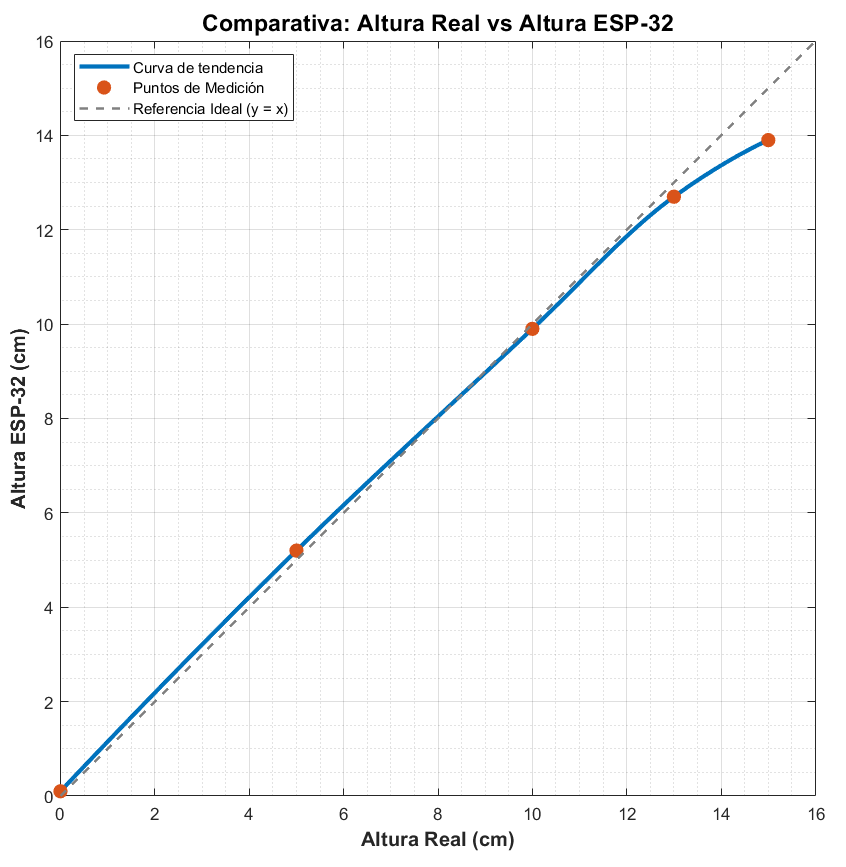 Comparativa: Altura Real vs Altura ESP-32
Curva de tendencia
Puntos de Medición
Referencia Ideal (y = x)
Altura ESP-32 (cm)
16
14
12
10
8
6
4
2
0
0 2 4 6 8 10 12 14 16
Altura Real (cm)